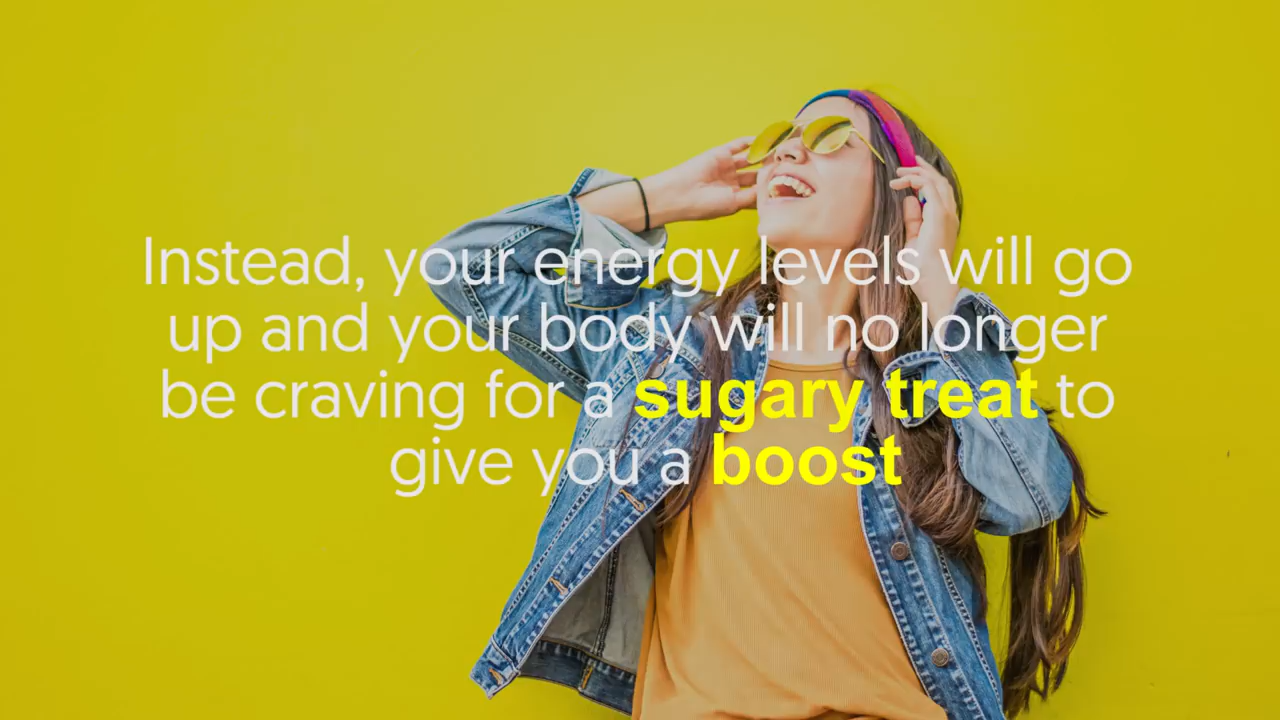 Instead, your energy levels will go
up and your body will no longer
be craving for a sugary treat to
give you a boost